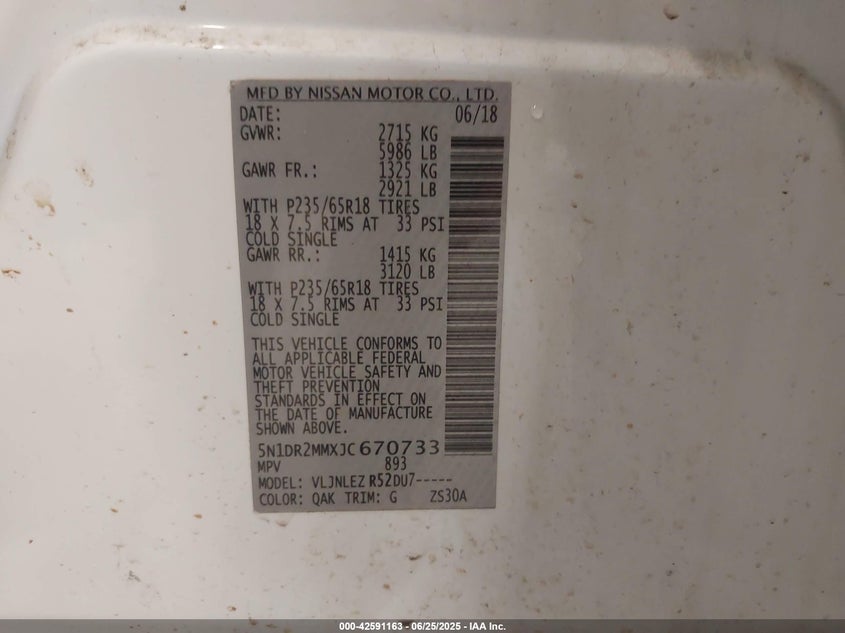 MFD BY NISSAN MOTOR CO., LTD.
DATE: 06/18
GVWR: 2715 KG
5986 LB
GAWR FR.: 1325 KG
2921 LB
WITH P235/65R18 TIRES
18 X 7.5 RIMS AT 33 PSI
COLD SINGLE
GAWR RR.: 1415 KG
3120 LB
WITH P235/65R18 TIRES
18 X 7.5 RIMS AT 33 PSI
COLD SINGLE
THIS VEHICLE CONFORMS TO
ALL APPLICABLE FEDERAL
MOTOR VEHICLE SAFETY AND
THEFT PREVENTION
STANDARDS IN EFFECT ON
THE DATE OF MANUFACTURE
SHOWN ABOVE.
5N1DR2MMXJC670733
MPV 893
MODEL: VLJNLEZ R52DU7-----
COLOR: QAK TRIM: G ZS30A
000-42591163 - 06/25/2025 - IAA Inc.